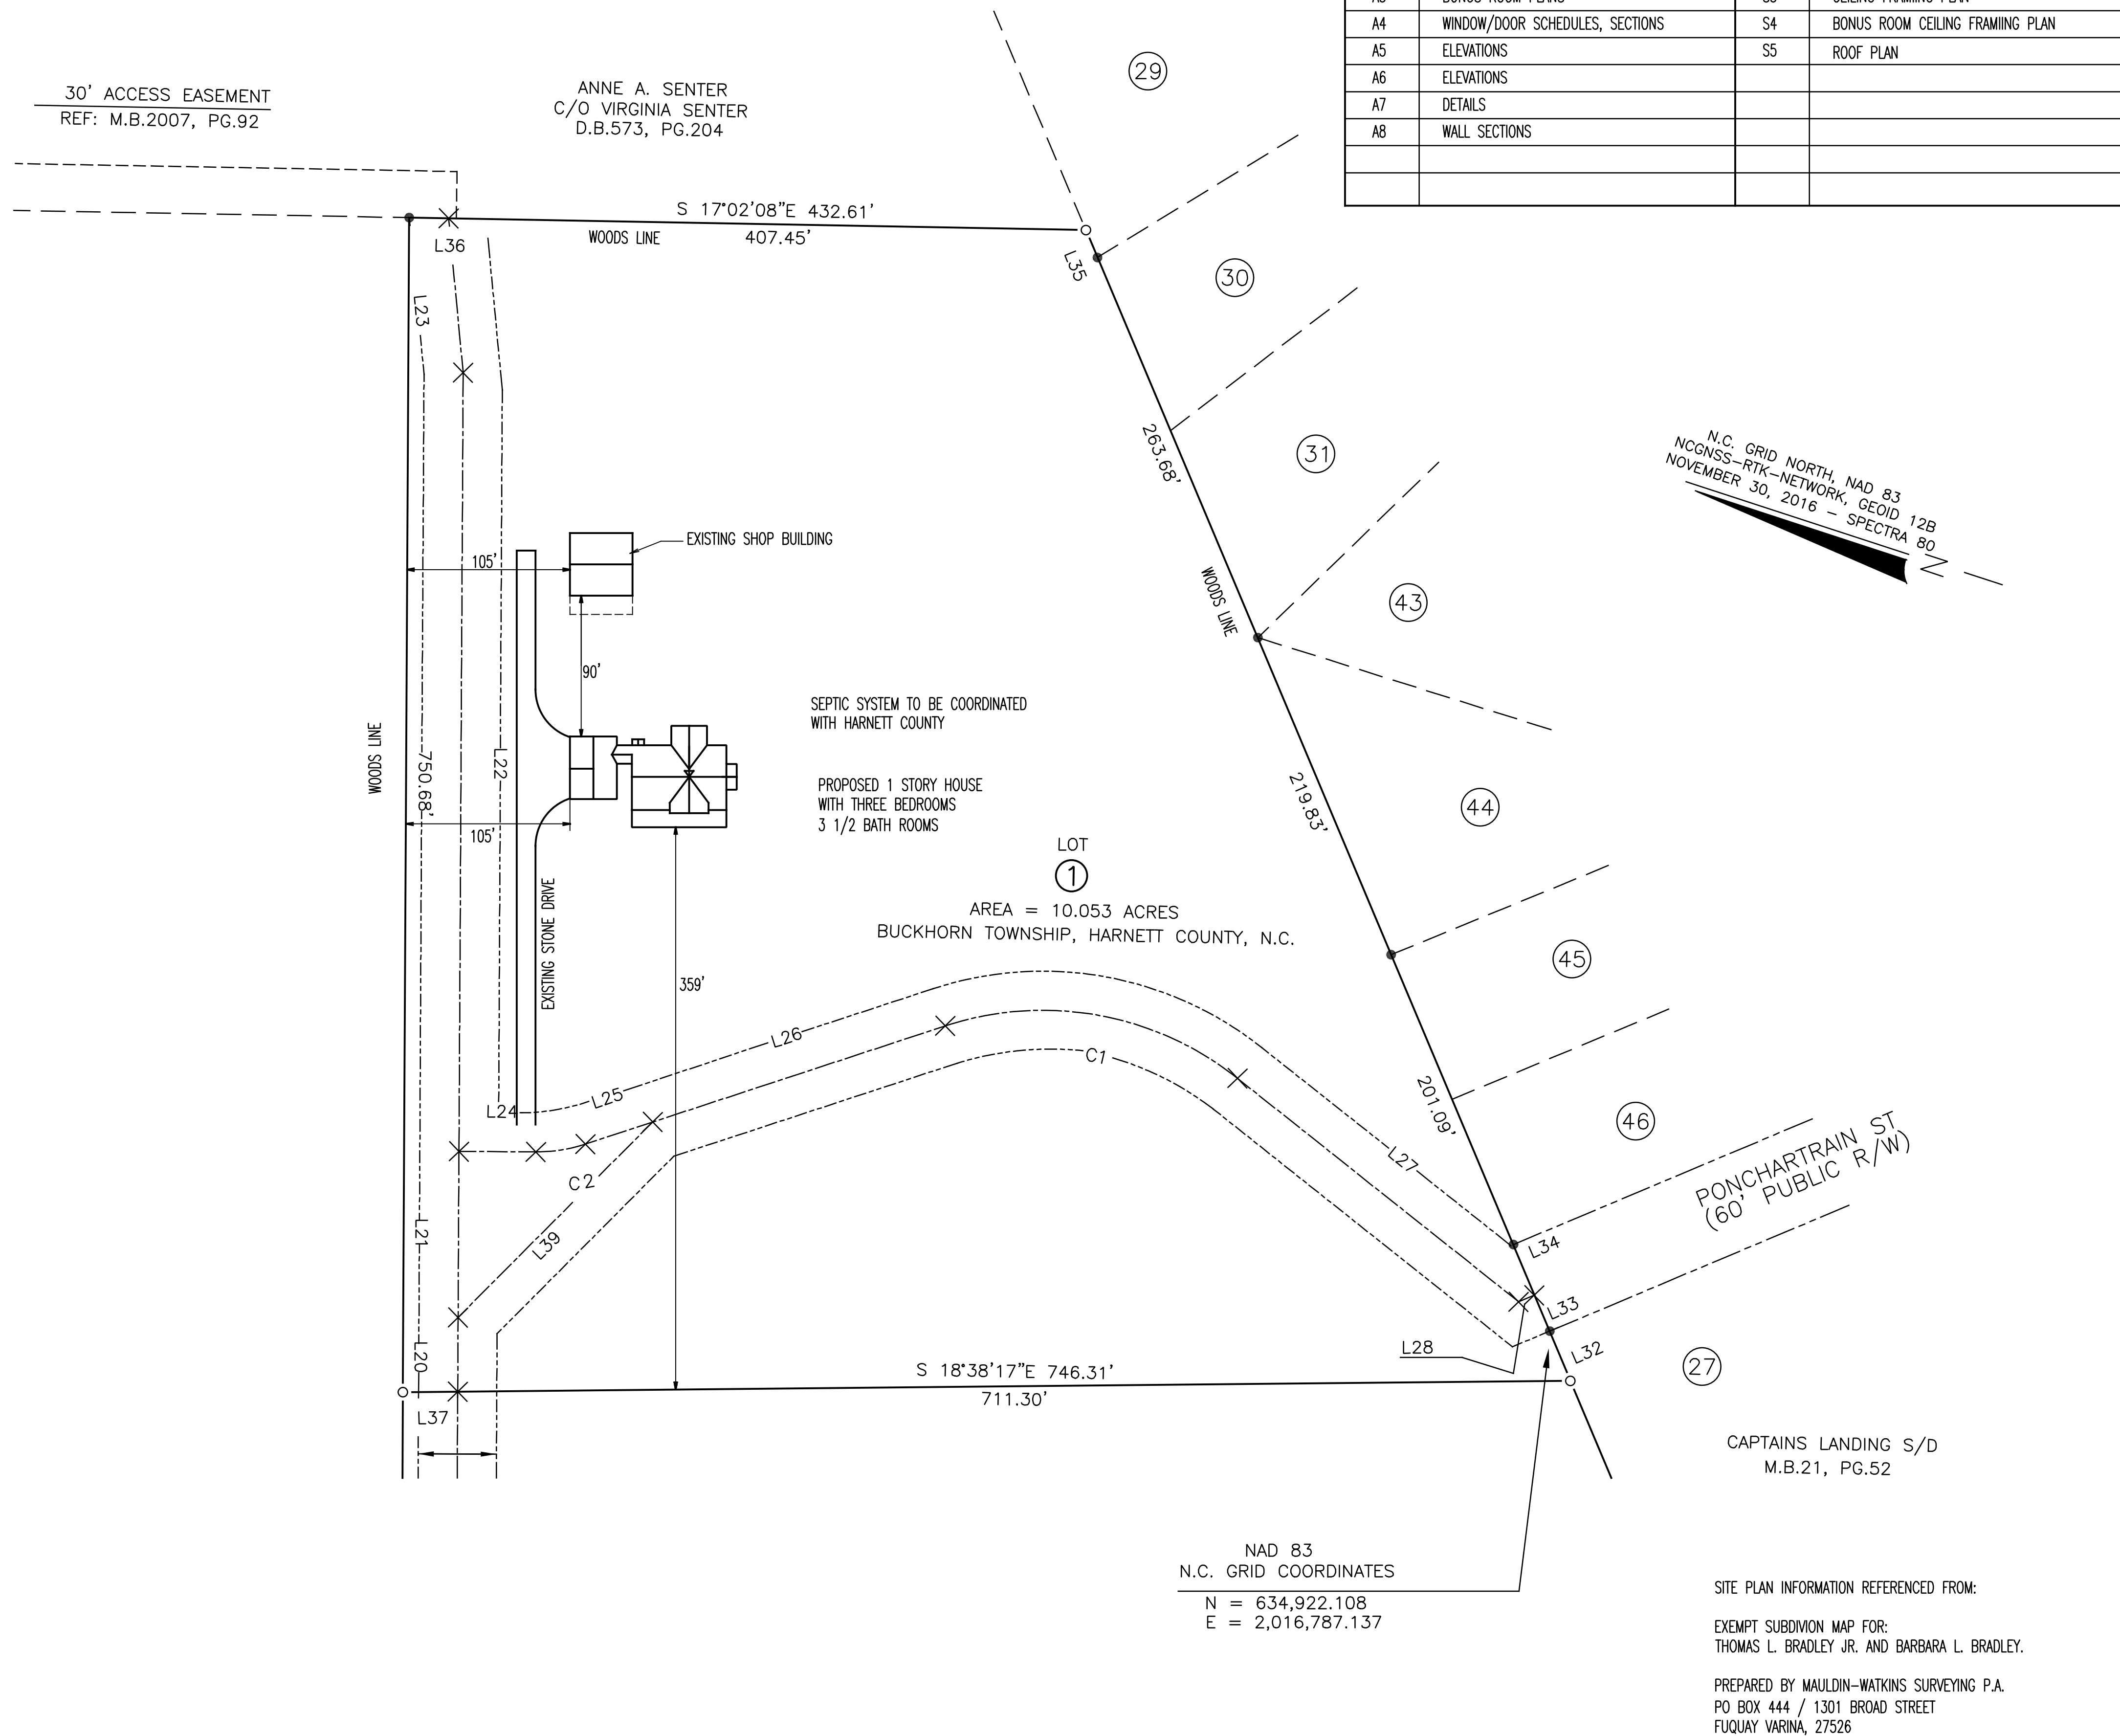 A4 WINDOW/DOOR SCHEDULES, SECTIONS S4 BONUS ROOM CEILING FRAMIING PLAN
A5 ELEVATIONS S5 ROOF PLAN
A6 ELEVATIONS
A7 DETAILS
A8 WALL SECTIONS
30' ACCESS EASEMENT
REF: M.B.2007, PG.92
ANNE A. SENTER
C/O VIRGINIA SENTER
D.B.573, PG.204
29
S 17°02'08"E 432.61'
WOODS LINE 407.45'
L36
L35
L23
30
263.68'
31
N.C. GRID NORTH, NAD 83
NCGNSS-RTK-NETWORK, GEOID 12B
NOVEMBER 30, 2016 - SPECTRA 80
N
EXISTING SHOP BUILDING
105'
WOODS LINE
43
90'
SEPTIC SYSTEM TO BE COORDINATED
WITH HARNETT COUNTY
WOODS LINE
750.68'
L22
PROPOSED 1 STORY HOUSE
WITH THREE BEDROOMS
3 1/2 BATH ROOMS
219.83'
44
105'
LOT
1
AREA = 10.053 ACRES
BUCKHORN TOWNSHIP, HARNETT COUNTY, N.C.
EXISTING STONE DRIVE
45
359'
L26
C1
L25
L24
201.09'
46
L27
C2
PONCHARTRAIN ST
(60' PUBLIC R/W)
L21
L39
L34
L33
L20
L28
L32
27
S 18°38'17"E 746.31'
711.30'
L37
CAPTAINS LANDING S/D
M.B.21, PG.52
NAD 83
N.C. GRID COORDINATES
N = 634,922.108
E = 2,016,787.137
SITE PLAN INFORMATION REFERENCED FROM:
EXEMPT SUBDIVION MAP FOR:
THOMAS L. BRADLEY JR. AND BARBARA L. BRADLEY.
PREPARED BY MAULDIN-WATKINS SURVEYING P.A.
PO BOX 444 / 1301 BROAD STREET
FUQUAY VARINA, 27526